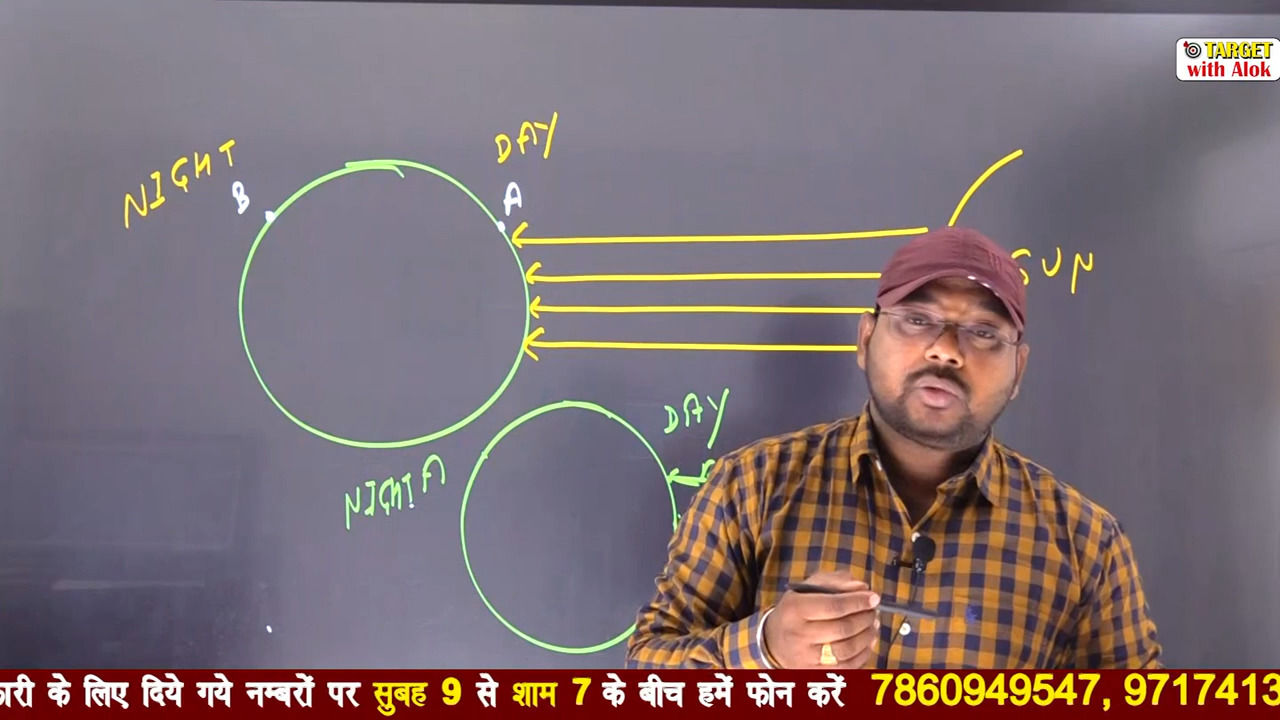 TARGET
with Alok
DAY
NIGHT
B
A
SUN
DAY
NIGHT A
के लिए दिये गये नम्बरों पर सुबह 9 से शाम 7 के बीच हमें फोन करें 7860949547, 9717413